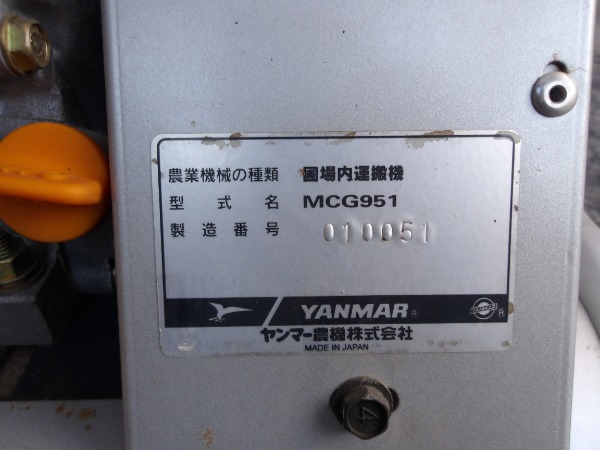 農業機械の種類 圃場内運搬機
型式名 MCG951
製造番号 010051
YANMAR ®
ヤンマー農機株式会社
MADE IN JAPAN
4